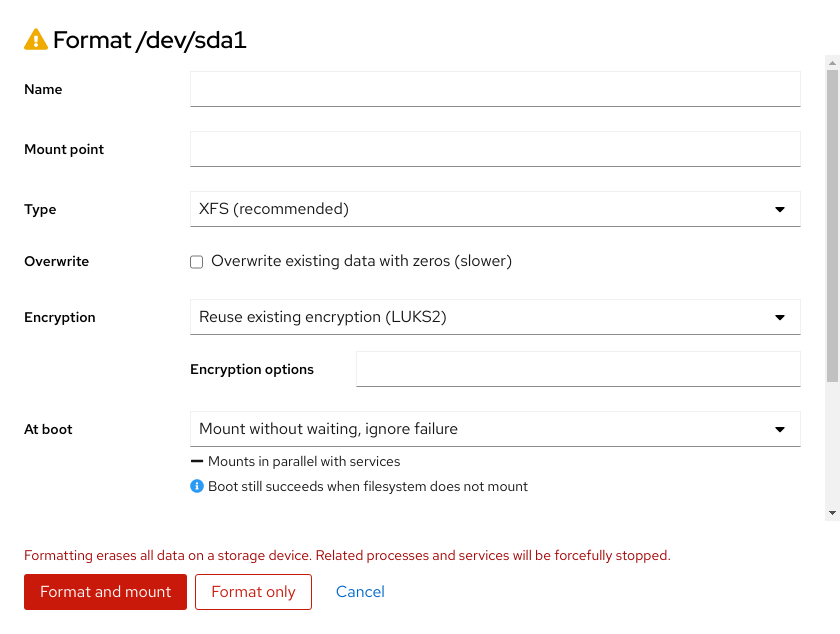 Format /dev/sda1
Name
Mount point
Type
XFS (recommended)
Overwrite
Overwrite existing data with zeros (slower)
Encryption
Reuse existing encryption (LUKS2)
Encryption options
At boot
Mount without waiting, ignore failure
Mounts in parallel with services
Boot still succeeds when filesystem does not mount
Formatting erases all data on a storage device. Related processes and services will be forcefully stopped.
Format and mount
Format only
Cancel